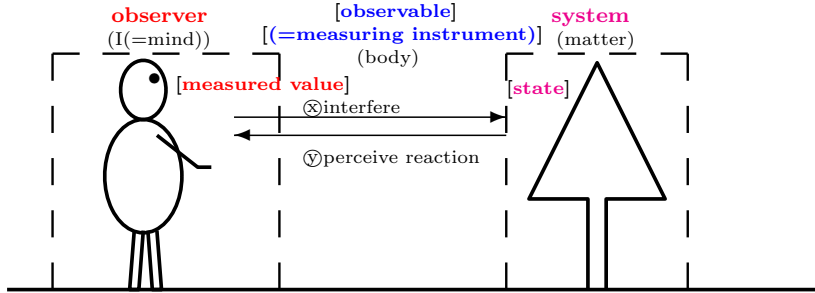 observer
(I(=mind))
[observable]
[(=measuring instrument)]
(body)
system
(matter)
[measured value]
[state]
ⓧinterfere
ⓨperceive reaction